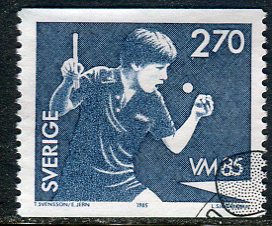 2.70
SVERIGE
VM 85
T.SVENSSON/E.JERN 1985